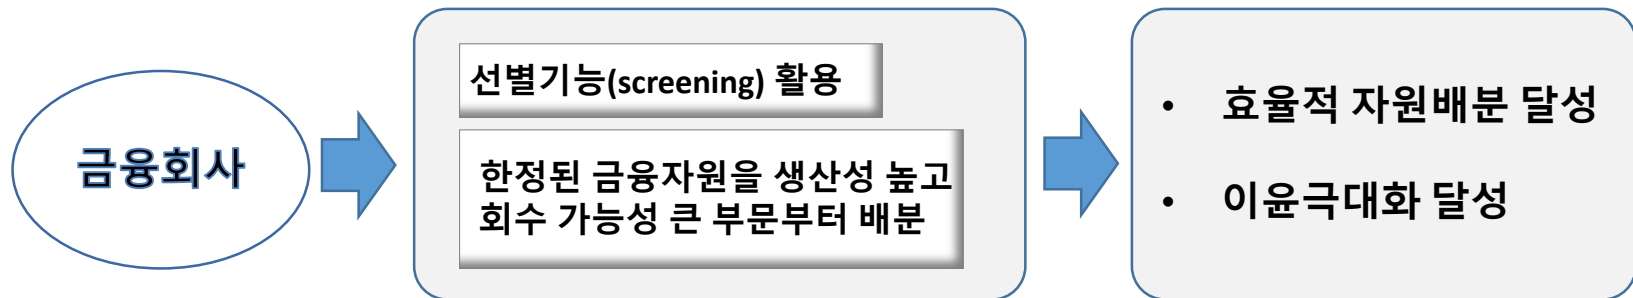 금융회사
선별기능(screening) 활용
한정된 금융자원을 생산성 높고
회수 가능성 큰 부문부터 배분
• 효율적 자원배분 달성
• 이윤극대화 달성